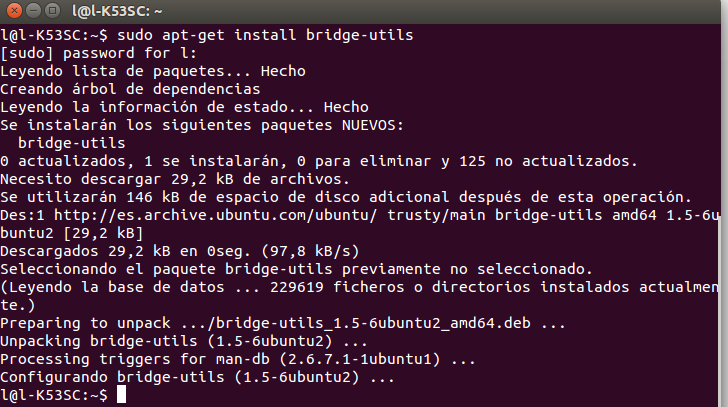 l@l-K53SC: ~
l@l-K53SC:~$ sudo apt-get install bridge-utils
[sudo] password for l:
Leyendo lista de paquetes... Hecho
Creando árbol de dependencias
Leyendo la información de estado... Hecho
Se instalarán los siguientes paquetes NUEVOS:
  bridge-utils
0 actualizados, 1 se instalarán, 0 para eliminar y 125 no actualizados.
Necesito descargar 29,2 kB de archivos.
Se utilizarán 146 kB de espacio de disco adicional después de esta operación.
Des:1 http://es.archive.ubuntu.com/ubuntu/ trusty/main bridge-utils amd64 1.5-6u
buntu2 [29,2 kB]
Descargados 29,2 kB en 0seg. (97,8 kB/s)
Seleccionando el paquete bridge-utils previamente no seleccionado.
(Leyendo la base de datos ... 229619 ficheros o directorios instalados actualmen
te.)
Preparing to unpack .../bridge-utils_1.5-6ubuntu2_amd64.deb ...
Unpacking bridge-utils (1.5-6ubuntu2) ...
Processing triggers for man-db (2.6.7.1-1ubuntu1) ...
Configurando bridge-utils (1.5-6ubuntu2) ...
l@l-K53SC:~$